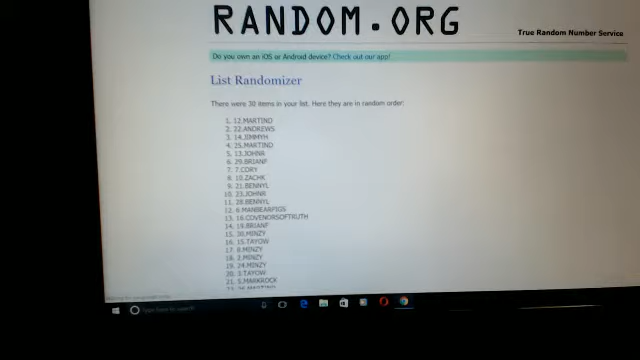 RANDOM.ORG
True Random Number Service
Do you own an iOS or Android device? Check out our app!
List Randomizer
There were 30 items in your list. Here they are in random order:
1. 12.MARTIND
2. 22.ANDREWS
3. 14.JIMMYH
4. 25.MARTIND
5. 13.JOHNR
6. 29.BRIANF
7. 7.CORY
8. 10.ZACHK
9. 21.BENNYL
10. 23.JOHNR
11. 28.BENNYL
12. 6.MANBEARPIGS
13. 16.COVENORSOFTKUTH
14. 19.BRIANF
15. 30.MINZY
16. 15.TAYOW
17. 8.MINZY
18. 2.MINZY
19. 24.MINZY
20. 3.TAYOW
21. 5.MARKROCK